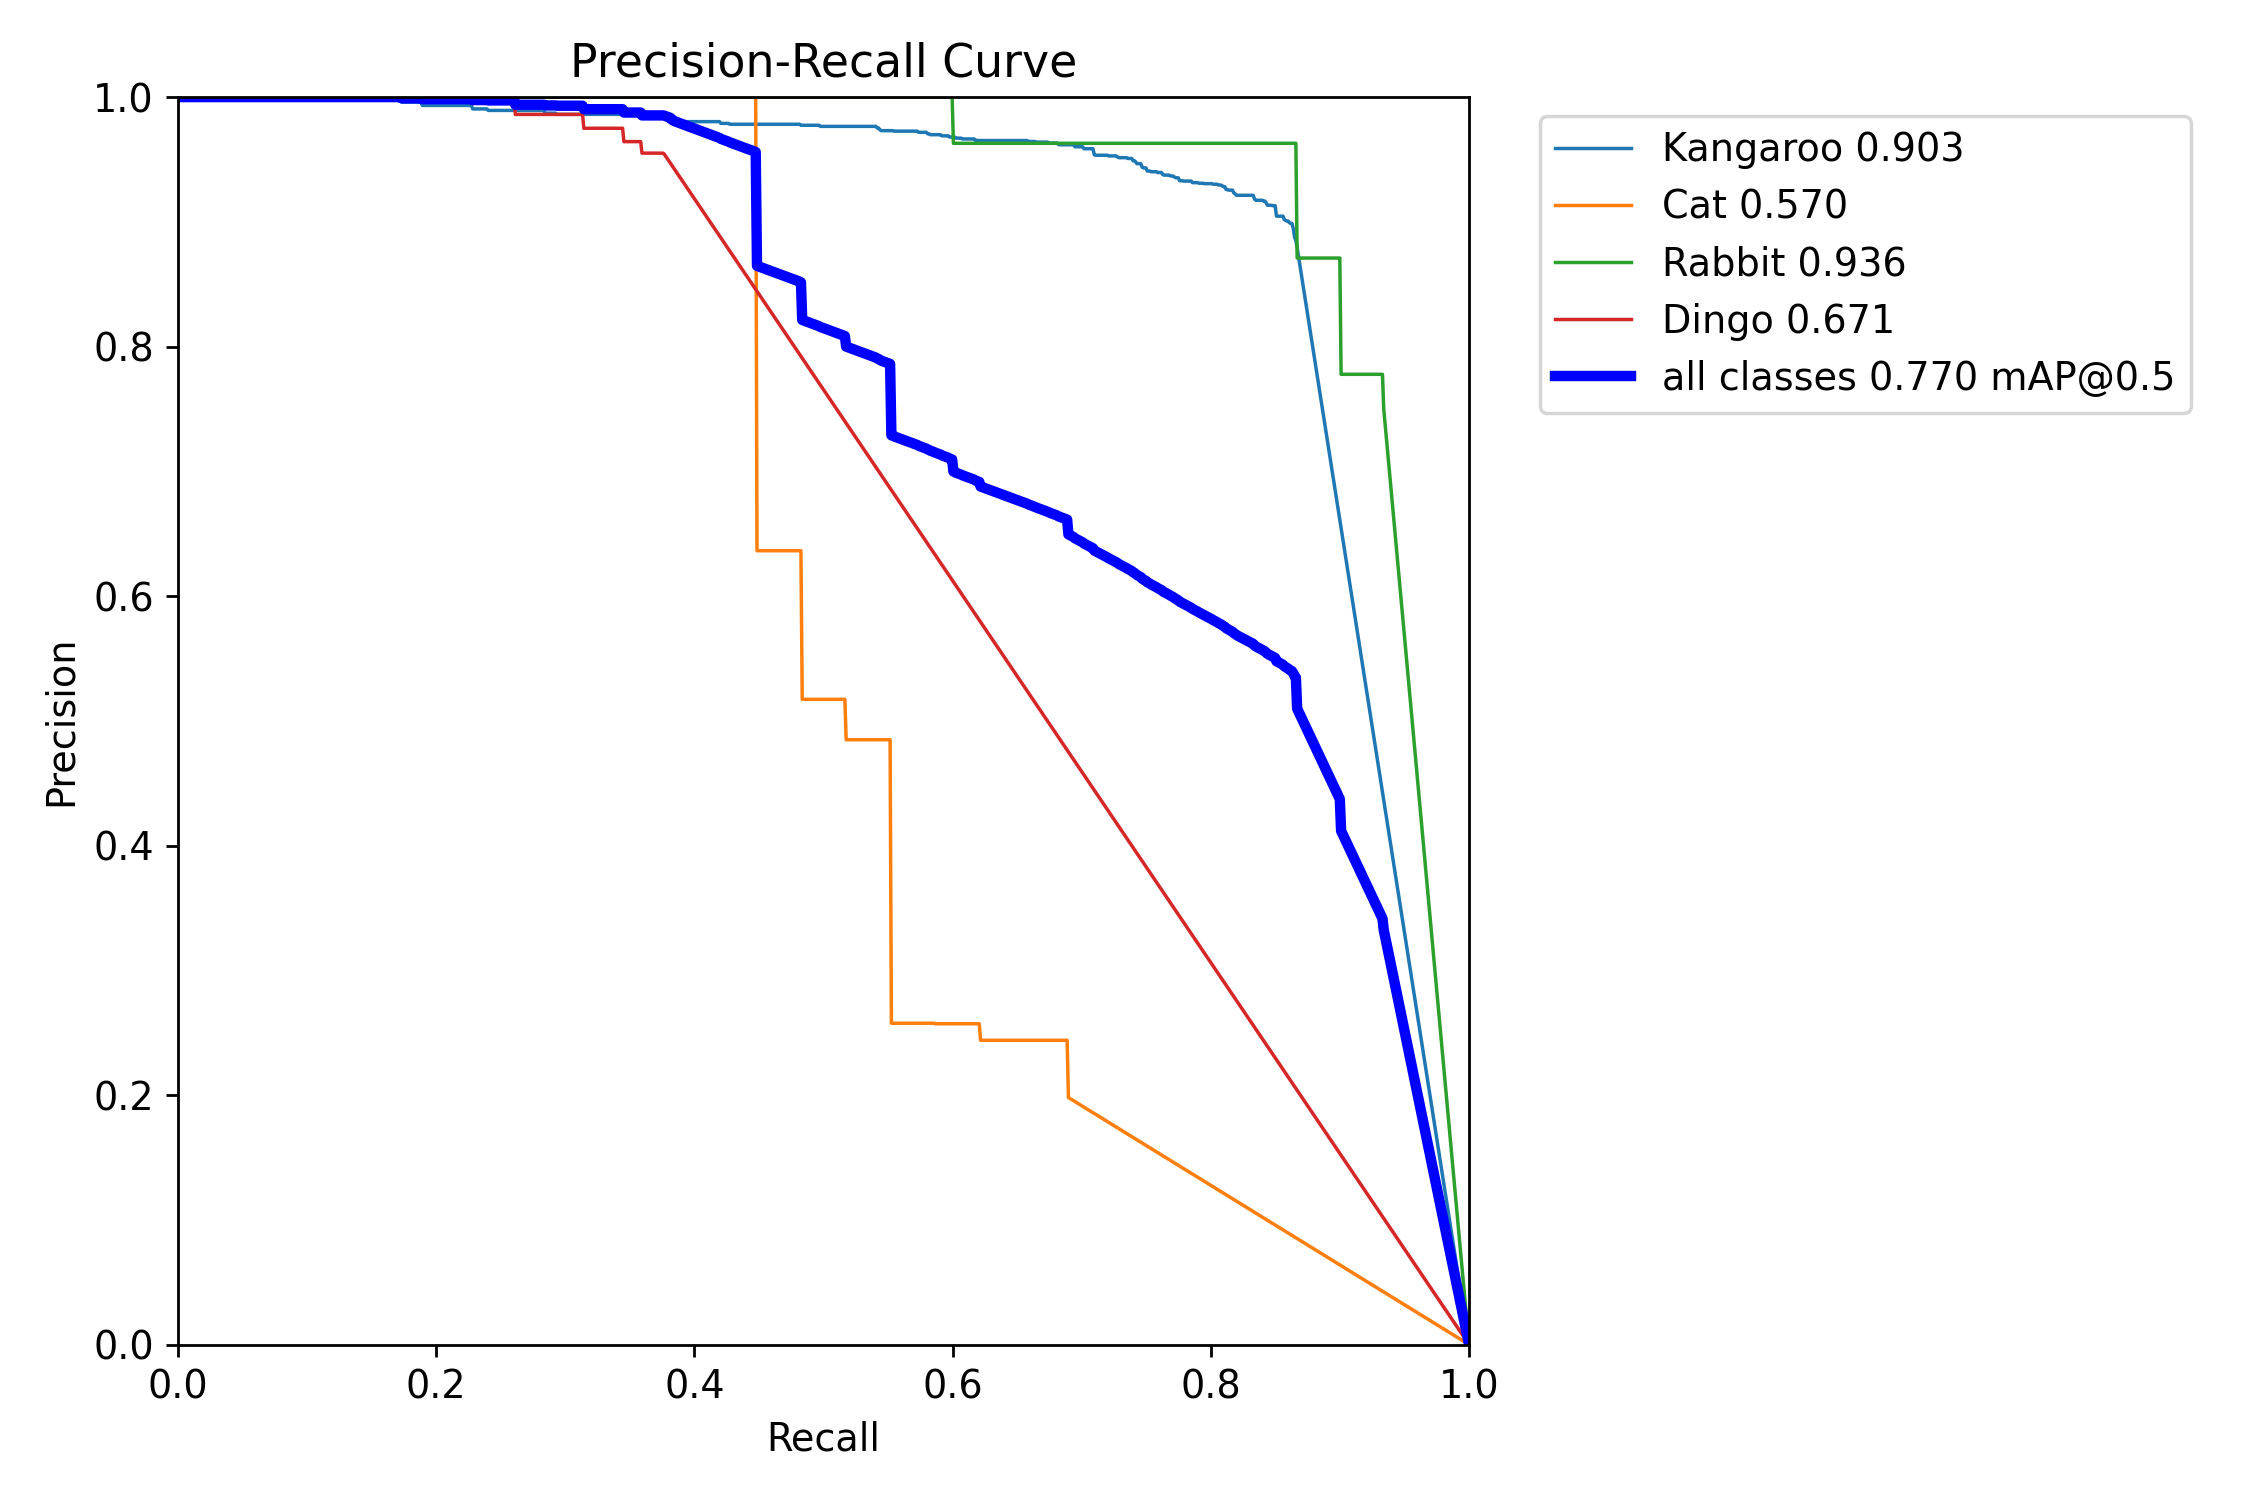 Precision-Recall Curve
1.0
0.8
0.6
0.4
0.2
0.0
Precision
0.0 0.2 0.4 0.6 0.8 1.0
Recall
Kangaroo 0.903
Cat 0.570
Rabbit 0.936
Dingo 0.671
all classes 0.770 mAP@0.5